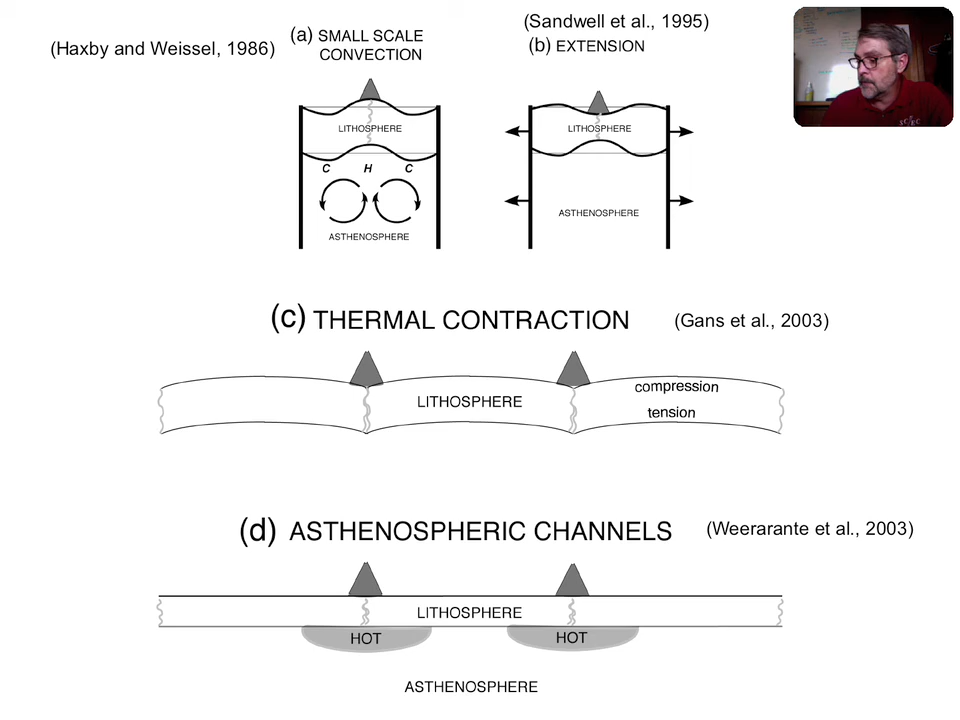 (Haxby and Weissel, 1986)
(a) SMALL SCALE
CONVECTION
(Sandwell et al., 1995)
(b) EXTENSION
LITHOSPHERE
C H C
ASTHENOSPHERE
LITHOSPHERE
ASTHENOSPHERE
(c) THERMAL CONTRACTION
(Gans et al., 2003)
LITHOSPHERE
compression
tension
(d) ASTHENOSPHERIC CHANNELS
(Weerarante et al., 2003)
LITHOSPHERE
HOT
HOT
ASTHENOSPHERE